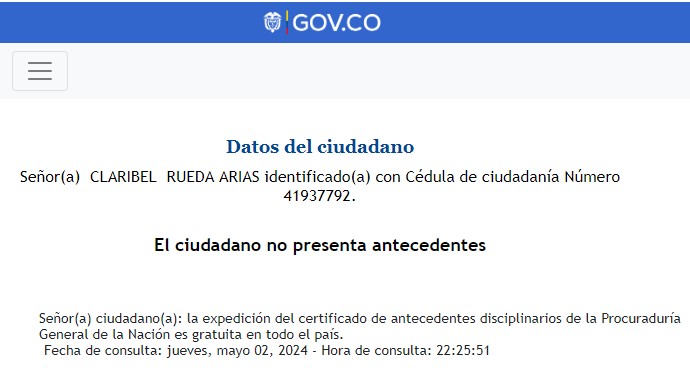 GOV.CO
Datos del ciudadano
Señor(a)  CLARIBEL  RUEDA ARIAS identificado(a) con Cédula de ciudadanía Número
41937792.
El ciudadano no presenta antecedentes
Señor(a) ciudadano(a): la expedición del certificado de antecedentes disciplinarios de la Procuraduría
General de la Nación es gratuita en todo el país.
Fecha de consulta: jueves, mayo 02, 2024 - Hora de consulta: 22:25:51